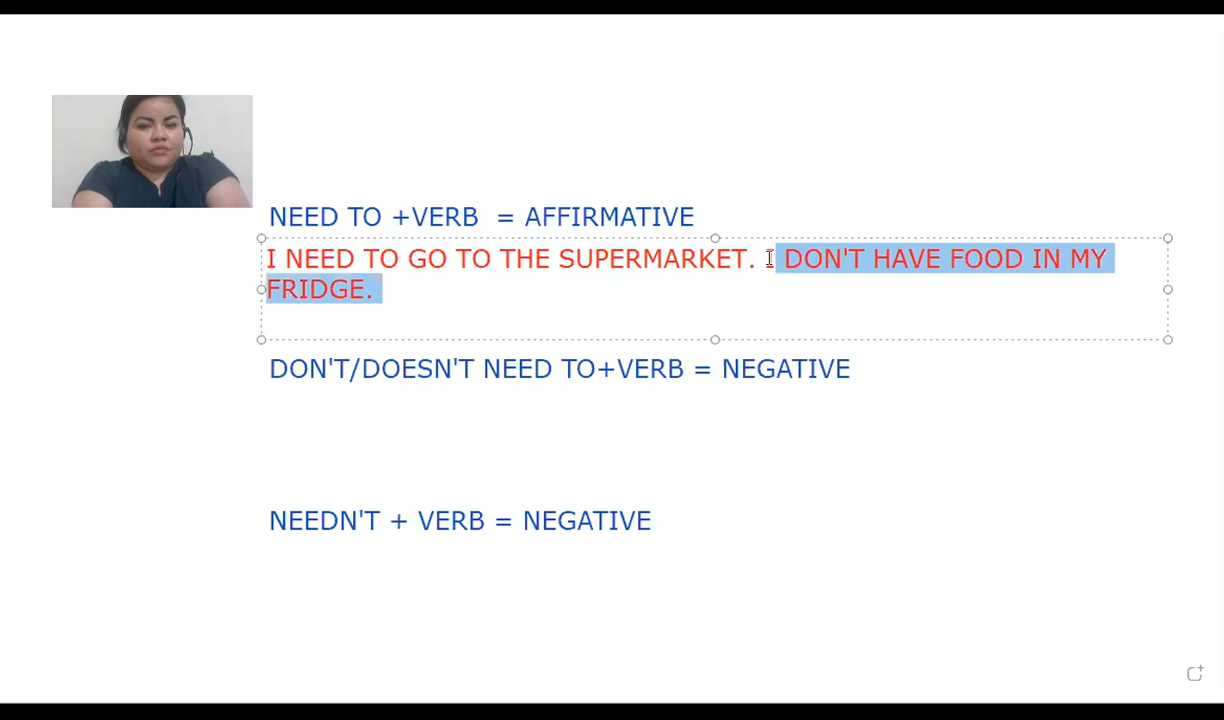 NEED TO +VERB = AFFIRMATIVE
I NEED TO GO TO THE SUPERMARKET. I DON'T HAVE FOOD IN MY
FRIDGE.
DON'T/DOESN'T NEED TO+VERB = NEGATIVE
NEEDN'T + VERB = NEGATIVE